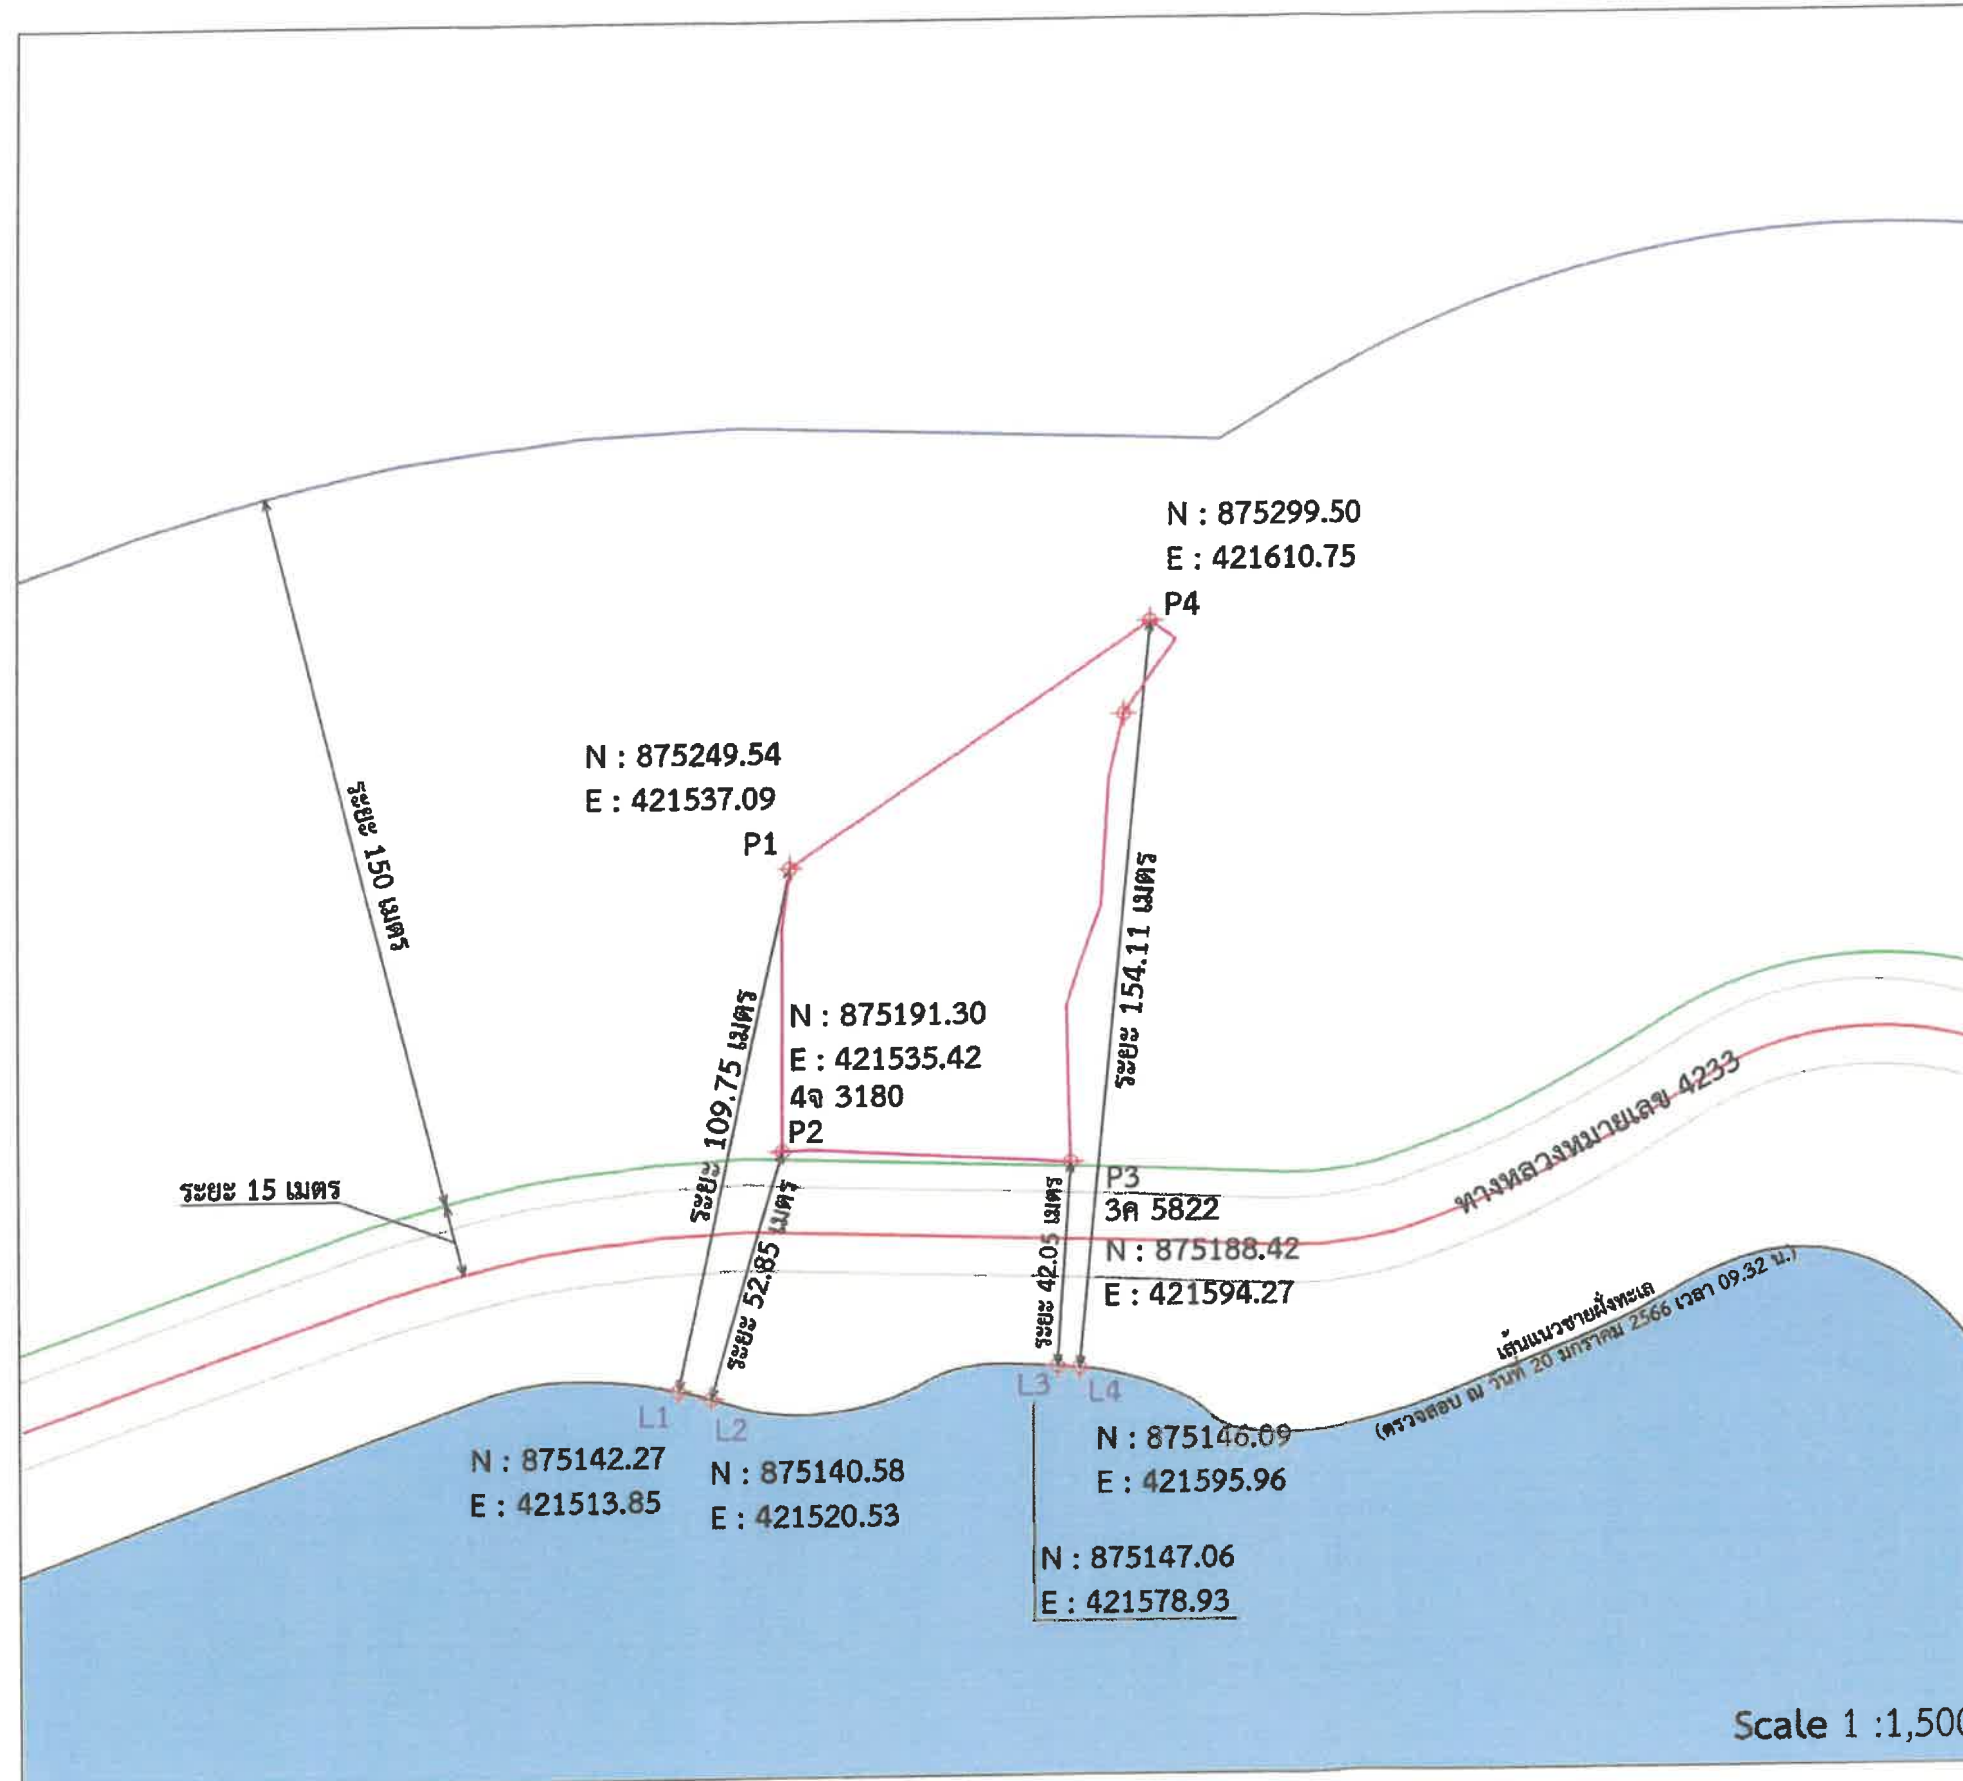 N : 875299.50
E : 421610.75
P4
N : 875249.54
E : 421537.09
P1
ระยะ 150 เมตร
ระยะ 154.11 เมตร
ระยะ 109.75 เมตร
N : 875191.30
E : 421535.42
4จ 3180
P2
ระยะ 15 เมตร
ระยะ 52.85 เมตร
ระยะ 42.05 เมตร
P3
3ค 5822
N : 875188.42
E : 421594.27
ทางหลวงหมายเลข 4233
เส้นแนวชายฝั่งทะเล
(ตรวจสอบ ณ วันที่ 20 มกราคม 2566 เวลา 09.32 น.)
L1
L2
L3
L4
N : 875142.27
E : 421513.85
N : 875140.58
E : 421520.53
N : 875146.09
E : 421595.96
N : 875147.06
E : 421578.93
Scale 1 :1,500